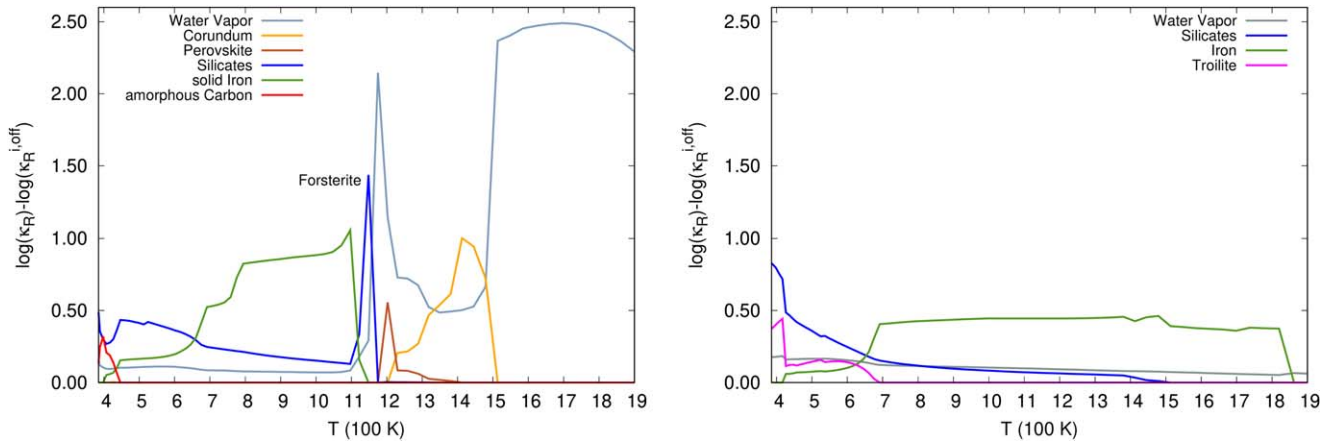 2.50
2.00
1.50
1.00
0.50
0.00
log(κR)-log(κR^i,off)
Water Vapor
Corundum
Perovskite
Silicates
solid Iron
amorphous Carbon
Forsterite
4 5 6 7 8 9 10 11 12 13 14 15 16 17 18 19
T (100 K)
2.50
2.00
1.50
1.00
0.50
0.00
log(κR)-log(κR^i,off)
Water Vapor
Silicates
Iron
Troilite
4 5 6 7 8 9 10 11 12 13 14 15 16 17 18 19
T (100 K)